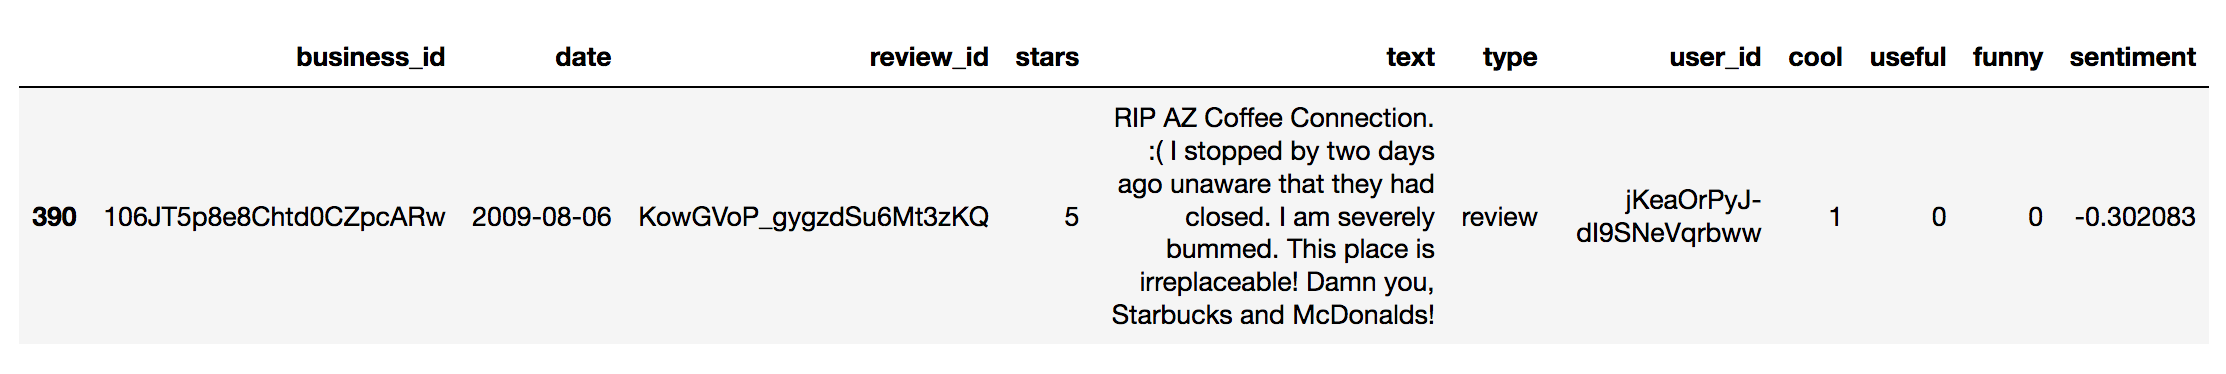 business_id date review_id stars text type user_id cool useful funny sentiment
RIP AZ Coffee Connection.
:( I stopped by two days
ago unaware that they had
closed. I am severely
bummed. This place is
irreplaceable! Damn you,
Starbucks and McDonalds!
390 106JT5p8e8Chtd0CZpcARw 2009-08-06 KowGVoP_gygzdSu6Mt3zKQ 5 review
jKeaOrPyJ-
dI9SNeVqrbww
1 0 0 -0.302083